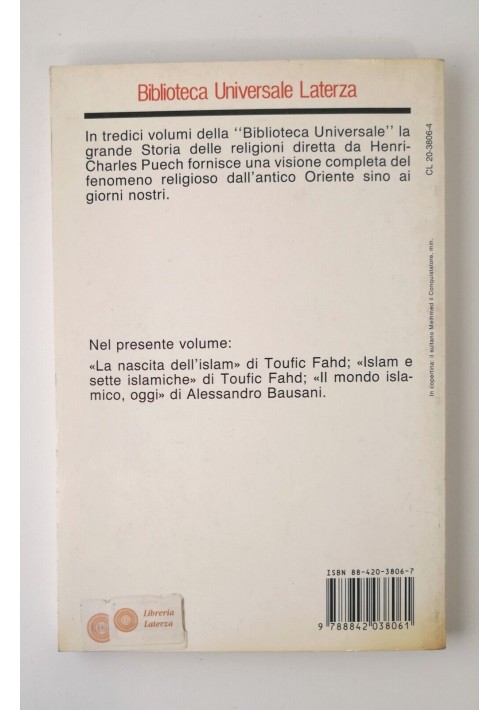 Biblioteca Universale Laterza
In tredici volumi della ''Biblioteca Universale'' la
grande Storia delle religioni diretta da Henri-
Charles Puech fornisce una visione completa del
fenomeno religioso dall'antico Oriente sino ai
giorni nostri.
Nel presente volume:
«La nascita dell'islam» di Toufic Fahd; «Islam e
sette islamiche» di Toufic Fahd; «Il mondo isla-
mico, oggi» di Alessandro Bausani.
CL 20-3806-4
In copertina: il sultano Mehmed il Conquistatore, min.
ISBN 88-420-3806-7
9 788842 038061
Libreria
Laterza